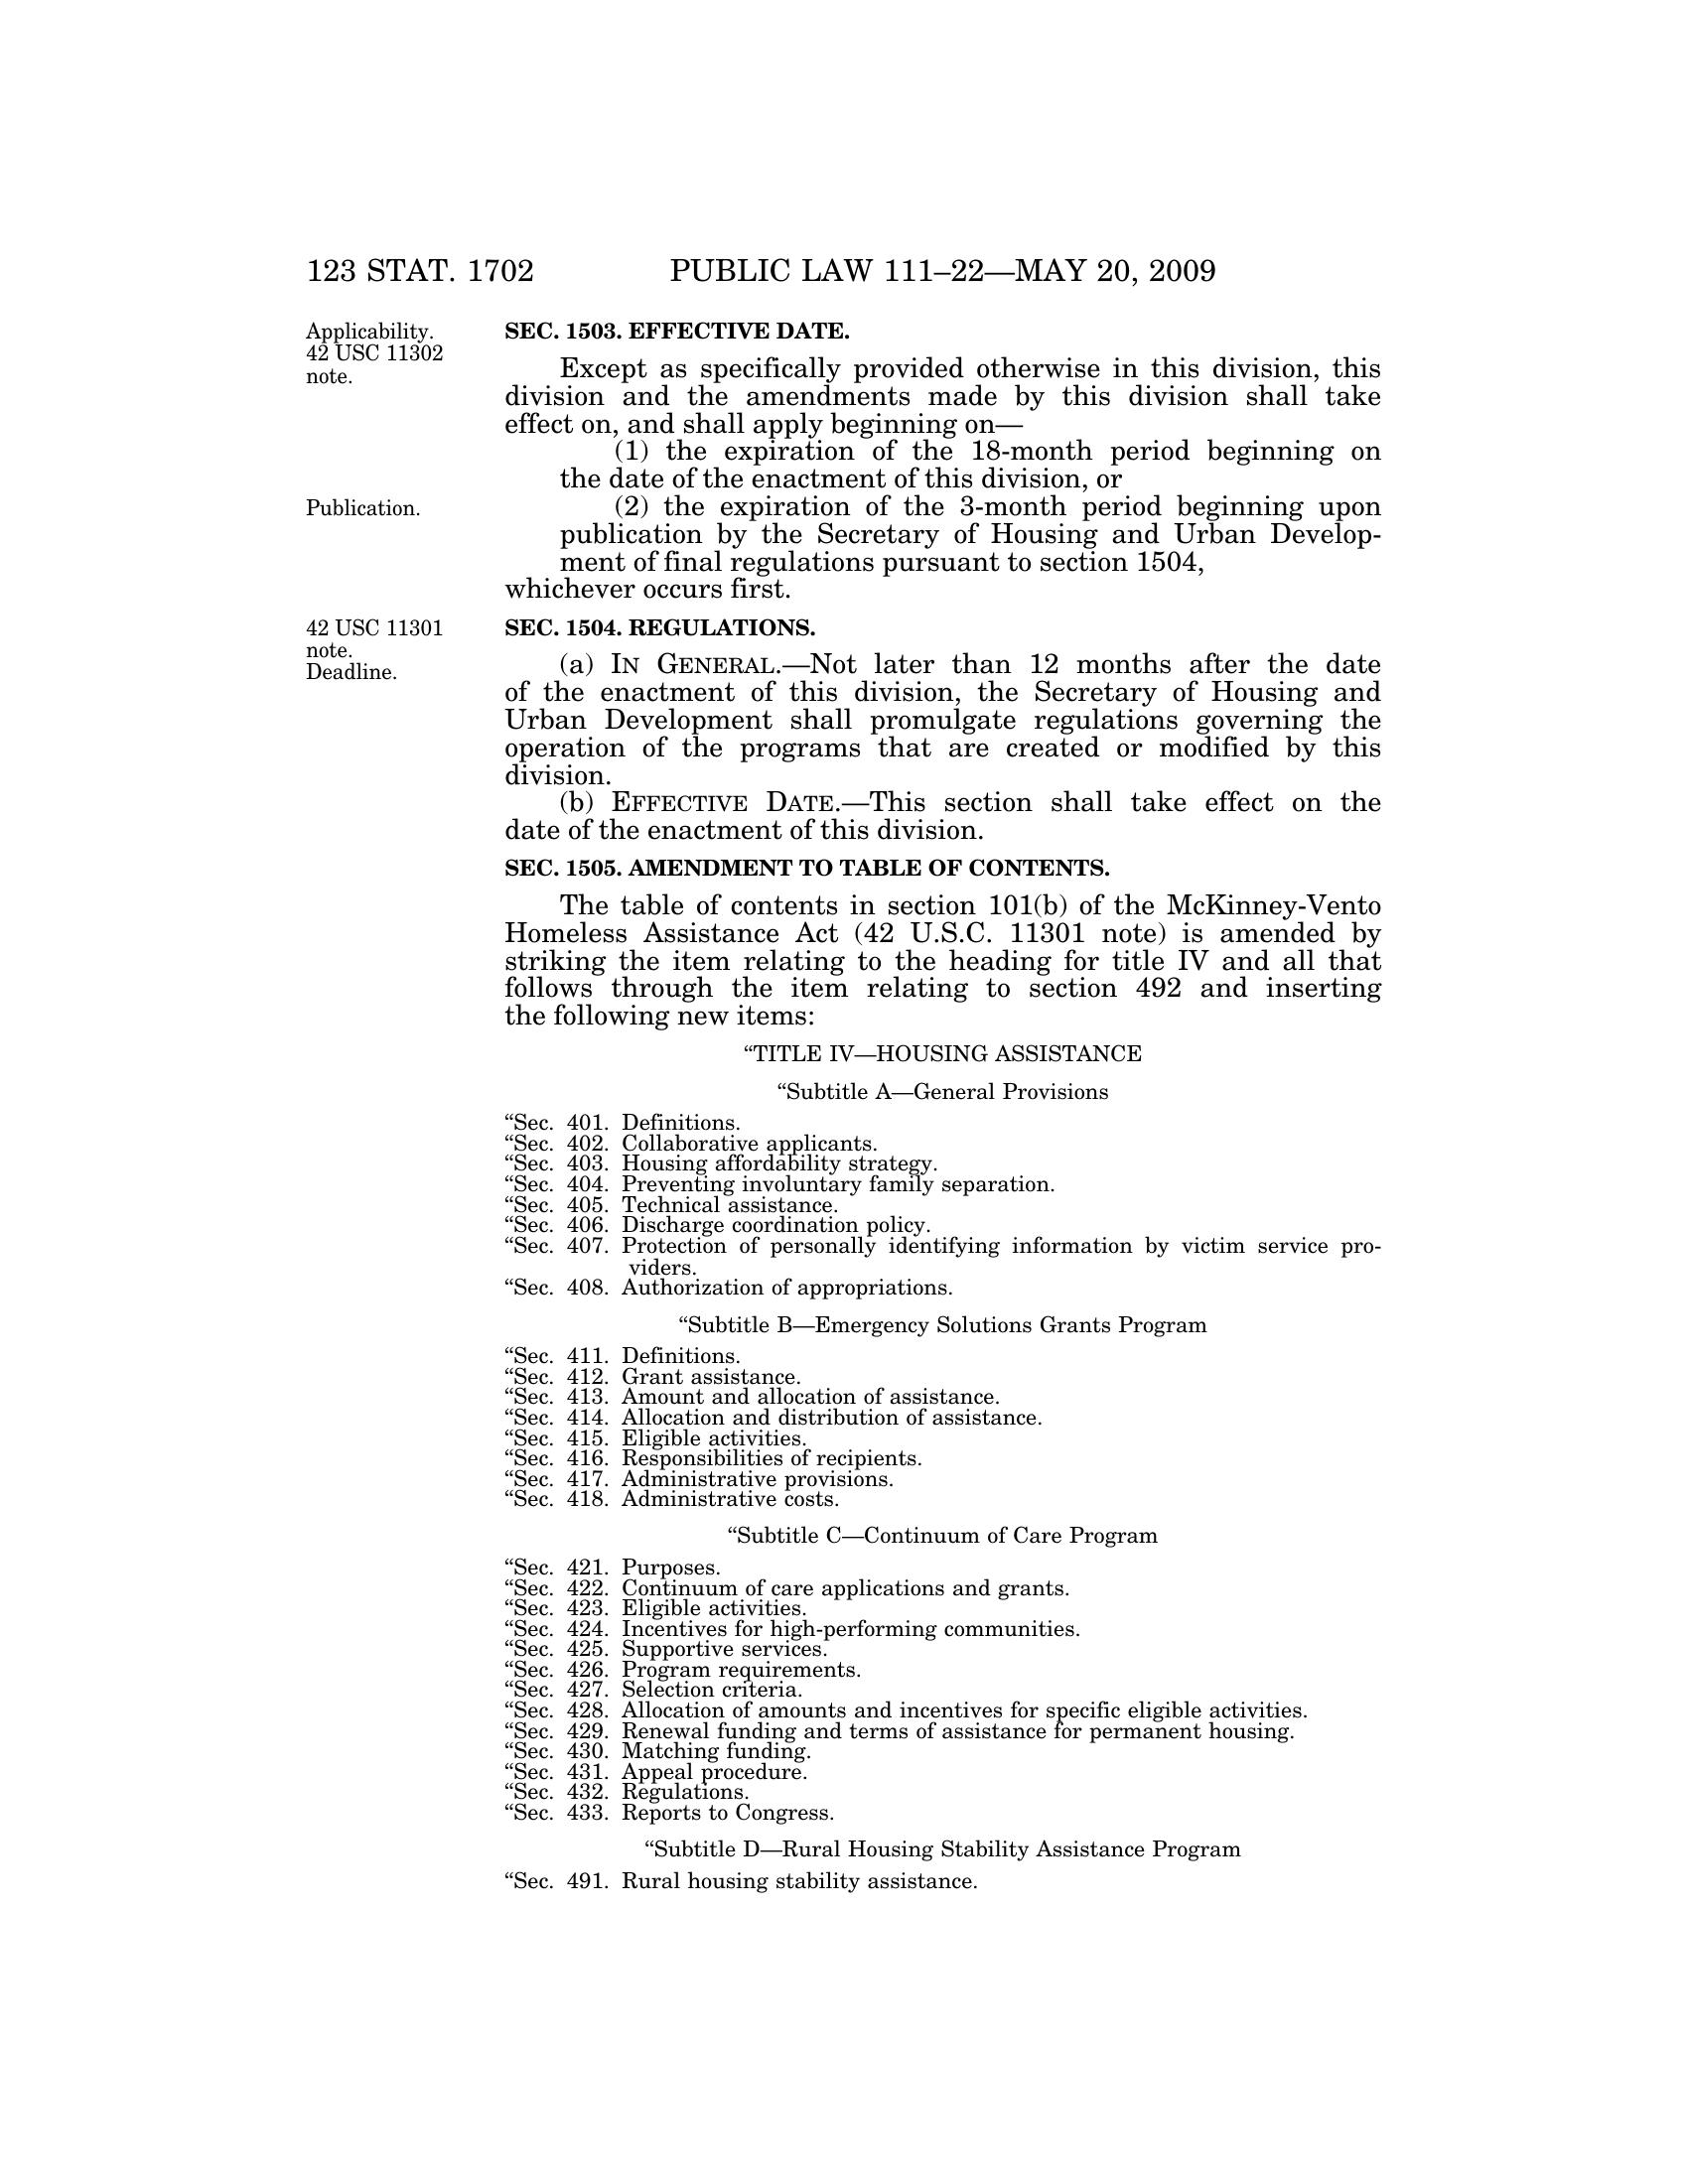 123 STAT. 1702 PUBLIC LAW 111–22—MAY 20, 2009
Applicability.
42 USC 11302
note.
SEC. 1503. EFFECTIVE DATE.
Except as specifically provided otherwise in this division, this
division and the amendments made by this division shall take
effect on, and shall apply beginning on—
(1) the expiration of the 18-month period beginning on
the date of the enactment of this division, or
Publication.
(2) the expiration of the 3-month period beginning upon
publication by the Secretary of Housing and Urban Develop-
ment of final regulations pursuant to section 1504,
whichever occurs first.
42 USC 11301
note.
Deadline.
SEC. 1504. REGULATIONS.
(a) IN GENERAL.—Not later than 12 months after the date
of the enactment of this division, the Secretary of Housing and
Urban Development shall promulgate regulations governing the
operation of the programs that are created or modified by this
division.
(b) EFFECTIVE DATE.—This section shall take effect on the
date of the enactment of this division.
SEC. 1505. AMENDMENT TO TABLE OF CONTENTS.
The table of contents in section 101(b) of the McKinney-Vento
Homeless Assistance Act (42 U.S.C. 11301 note) is amended by
striking the item relating to the heading for title IV and all that
follows through the item relating to section 492 and inserting
the following new items:
“TITLE IV—HOUSING ASSISTANCE
“Subtitle A—General Provisions
“Sec. 401. Definitions.
“Sec. 402. Collaborative applicants.
“Sec. 403. Housing affordability strategy.
“Sec. 404. Preventing involuntary family separation.
“Sec. 405. Technical assistance.
“Sec. 406. Discharge coordination policy.
“Sec. 407. Protection of personally identifying information by victim service pro-
viders.
“Sec. 408. Authorization of appropriations.
“Subtitle B—Emergency Solutions Grants Program
“Sec. 411. Definitions.
“Sec. 412. Grant assistance.
“Sec. 413. Amount and allocation of assistance.
“Sec. 414. Allocation and distribution of assistance.
“Sec. 415. Eligible activities.
“Sec. 416. Responsibilities of recipients.
“Sec. 417. Administrative provisions.
“Sec. 418. Administrative costs.
“Subtitle C—Continuum of Care Program
“Sec. 421. Purposes.
“Sec. 422. Continuum of care applications and grants.
“Sec. 423. Eligible activities.
“Sec. 424. Incentives for high-performing communities.
“Sec. 425. Supportive services.
“Sec. 426. Program requirements.
“Sec. 427. Selection criteria.
“Sec. 428. Allocation of amounts and incentives for specific eligible activities.
“Sec. 429. Renewal funding and terms of assistance for permanent housing.
“Sec. 430. Matching funding.
“Sec. 431. Appeal procedure.
“Sec. 432. Regulations.
“Sec. 433. Reports to Congress.
“Subtitle D—Rural Housing Stability Assistance Program
“Sec. 491. Rural housing stability assistance.